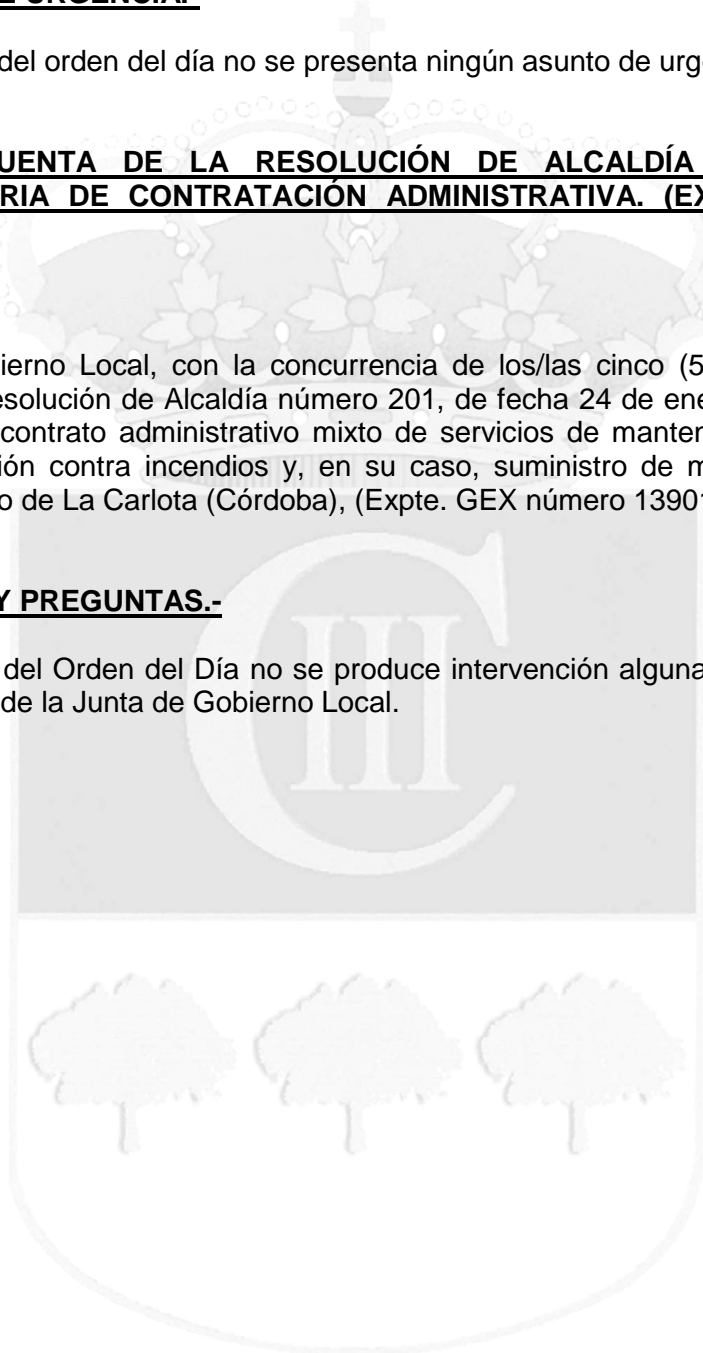 E URGENCIA.-
del orden del día no se presenta ningún asunto de urg
UENTA DE LA RESOLUCIÓN DE ALCALDÍA
RIA DE CONTRATACIÓN ADMINISTRATIVA. (EX
ierno Local, con la concurrencia de los/las cinco (5
esolución de Alcaldía número 201, de fecha 24 de ene
contrato administrativo mixto de servicios de manten
ión contra incendios y, en su caso, suministro de m
o de La Carlota (Córdoba), (Expte. GEX número 13901
Y PREGUNTAS.-
del Orden del Día no se produce intervención alguna
de la Junta de Gobierno Local.
CIII